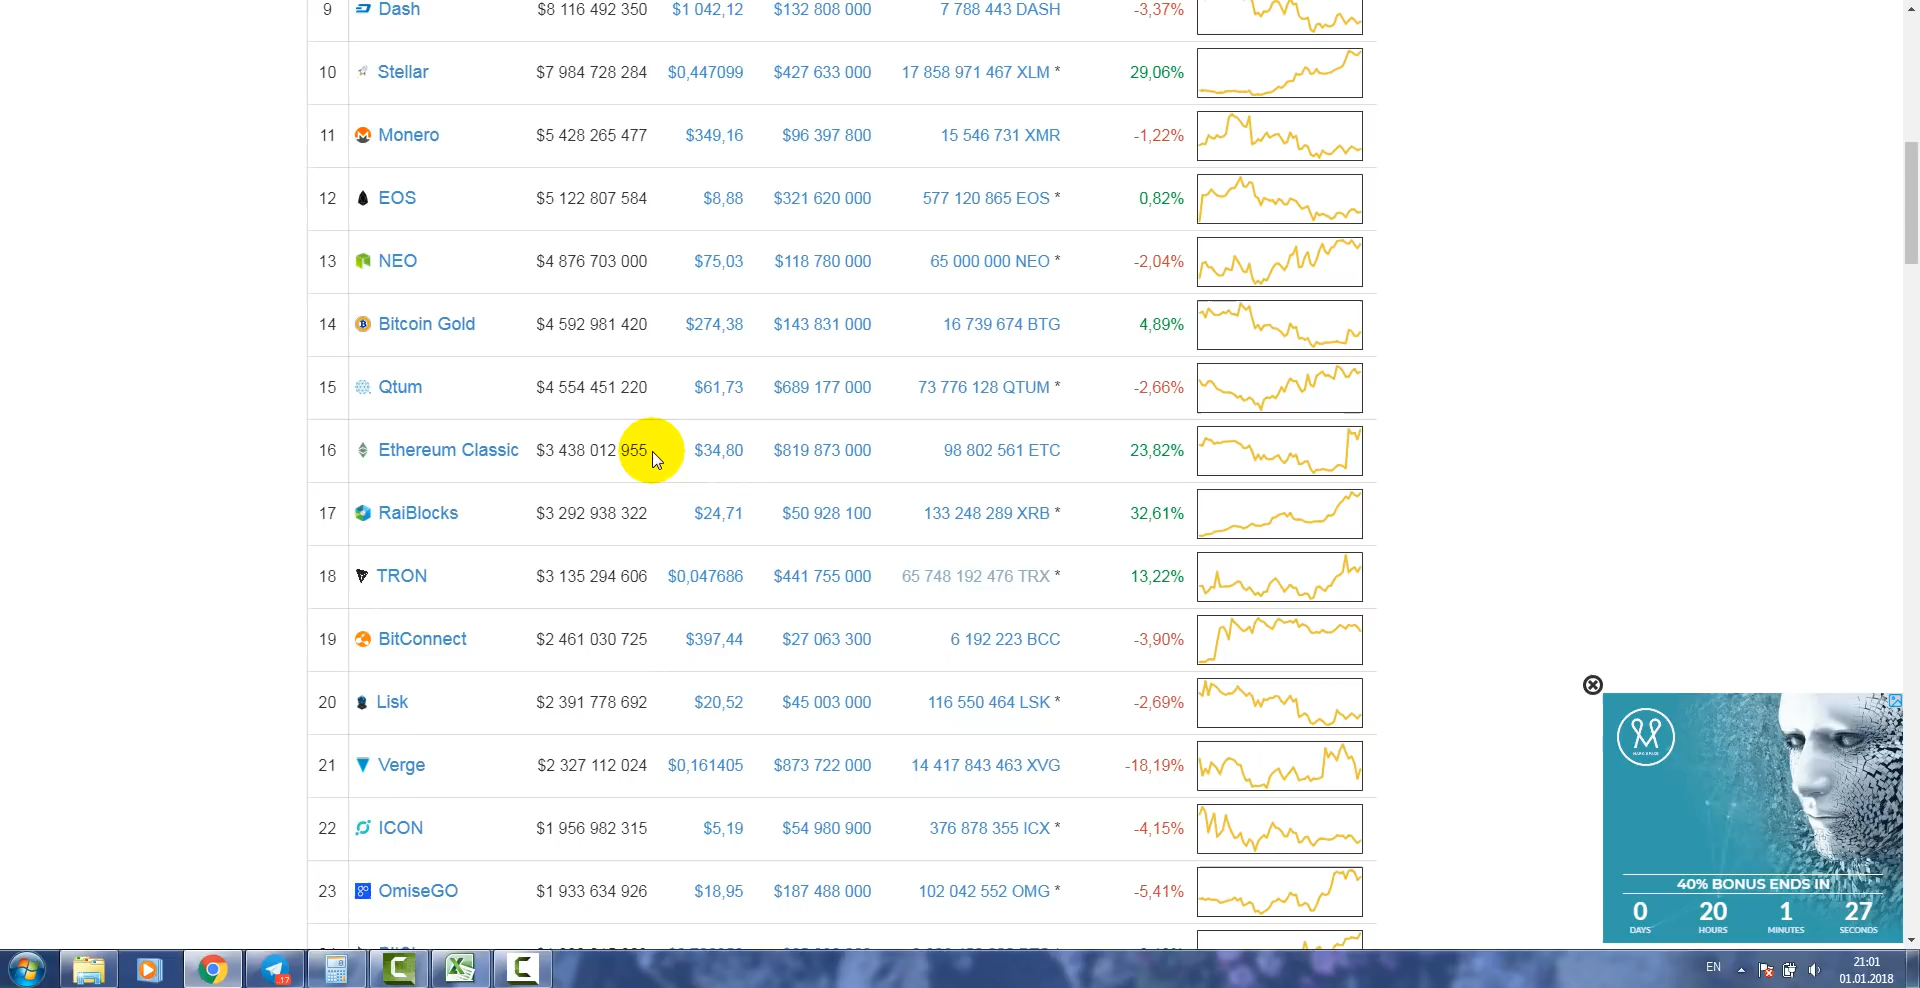 9 Dash $8 116 492 350 $1 042,12 $132 808 000 7 788 443 DASH -3,37%
10 Stellar $7 984 728 284 $0,447099 $427 633 000 17 858 971 467 XLM * 29,06%
11 Monero $5 428 265 477 $349,16 $96 397 800 15 546 731 XMR -1,22%
12 EOS $5 122 807 584 $8,88 $321 620 000 577 120 865 EOS * 0,82%
13 NEO $4 876 703 000 $75,03 $118 780 000 65 000 000 NEO * -2,04%
14 Bitcoin Gold $4 592 981 420 $274,38 $143 831 000 16 739 674 BTG 4,89%
15 Qtum $4 554 451 220 $61,73 $689 177 000 73 776 128 QTUM * -2,66%
16 Ethereum Classic $3 438 012 955 $34,80 $819 873 000 98 802 561 ETC 23,82%
17 RaiBlocks $3 292 938 322 $24,71 $50 928 100 133 248 289 XRB * 32,61%
18 TRON $3 135 294 606 $0,047686 $441 755 000 65 748 192 476 TRX * 13,22%
19 BitConnect $2 461 030 725 $397,44 $27 063 300 6 192 223 BCC -3,90%
20 Lisk $2 391 778 692 $20,52 $45 003 000 116 550 464 LSK * -2,69%
21 Verge $2 327 112 024 $0,161405 $873 722 000 14 417 843 463 XVG -18,19%
22 ICON $1 956 982 315 $5,19 $54 980 900 376 878 355 ICX * -4,15%
23 OmiseGO $1 933 634 926 $18,95 $187 488 000 102 042 552 OMG * -5,41%
40% BONUS ENDS IN
0 20 1 27
DAYS HOURS MINUTES SECONDS
17
EN
21:01
01.01.2018